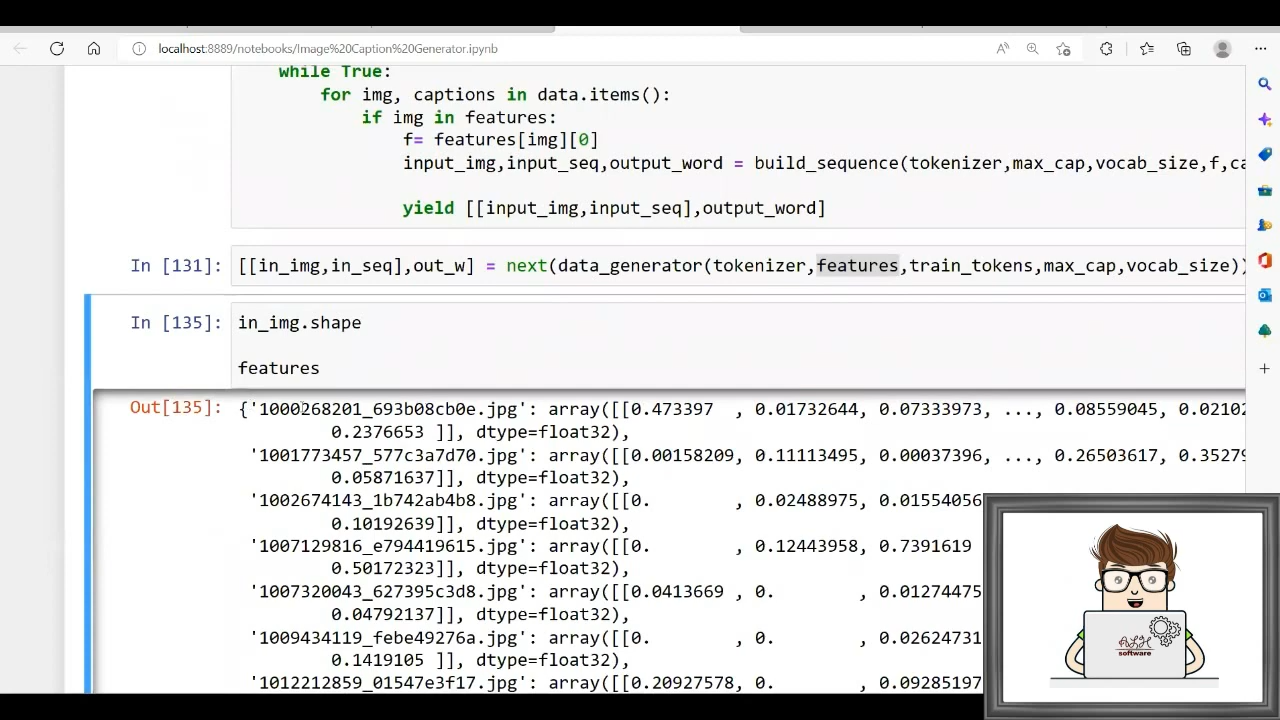 localhost:8889/notebooks/Image%20Caption%20Generator.ipynb
while True:
for img, captions in data.items():
if img in features:
f= features[img][0]
input_img,input_seq,output_word = build_sequence(tokenizer,max_cap,vocab_size,f,ca
yield [[input_img,input_seq],output_word]
In [131]: [[in_img,in_seq],out_w] = next(data_generator(tokenizer,features,train_tokens,max_cap,vocab_size))
In [135]: in_img.shape
features
Out[135]: {'1000268201_693b08cb0e.jpg': array([[0.473397  , 0.01732644, 0.07333973, ..., 0.08559045, 0.02102
0.2376653 ]], dtype=float32),
'1001773457_577c3a7d70.jpg': array([[0.00158209, 0.11113495, 0.00037396, ..., 0.26503617, 0.35279
0.05871637]], dtype=float32),
'1002674143_1b742ab4b8.jpg': array([[0.        , 0.02488975, 0.01554056
0.10192639]], dtype=float32),
'1007129816_e794419615.jpg': array([[0.        , 0.12443958, 0.7391619
0.50172323]], dtype=float32),
'1007320043_627395c3d8.jpg': array([[0.0413669 , 0.        , 0.01274475
0.04792137]], dtype=float32),
'1009434119_febe49276a.jpg': array([[0.        , 0.        , 0.02624731
0.1419105 ]], dtype=float32),
'1012212859_01547e3f17.jpg': array([[0.20927578, 0.        , 0.09285197
software